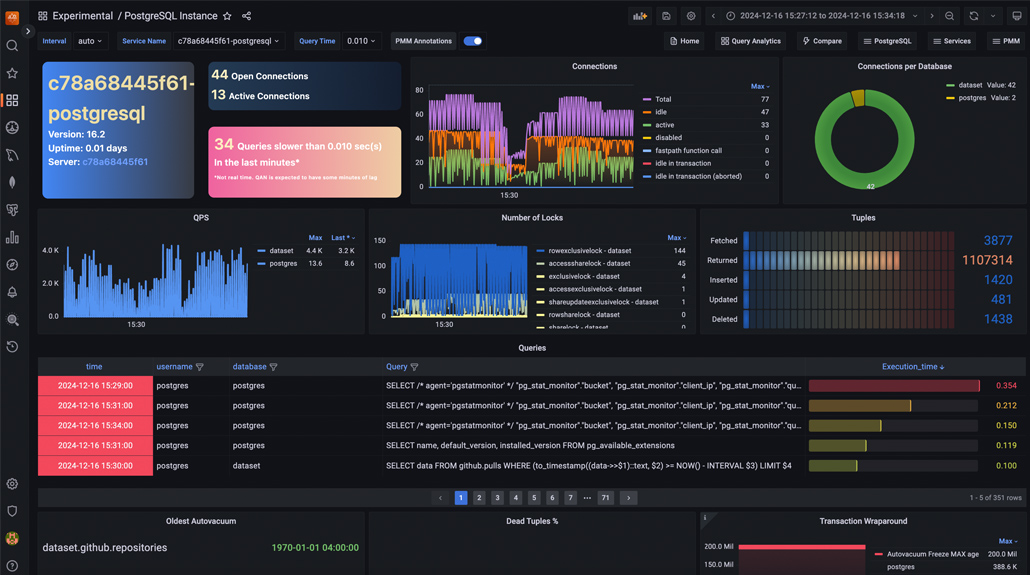 Experimental / PostgreSQL Instance
2024-12-16 15:27:12 to 2024-12-16 15:34:18
Interval auto Service Name c78a68445f61-postgresql Query Time 0.010 PMM Annotations
Home Query Analytics Compare PostgreSQL Services PMM
c78a68445f61-
postgresql
Version: 16.2
Uptime: 0.01 days
Server: c78a68445f61
44 Open Connections
13 Active Connections
34 Queries slower than 0.010 sec(s)
In the last minutes*
*Not real time. QAN is expected to have some minutes of lag
Connections
80
60
40
20
0
15:30
Max
Total 77
idle 47
active 33
disabled 0
fastpath function call 0
idle in transaction 0
idle in transaction (aborted) 0
Connections per Database
42
dataset Value: 42
postgres Value: 2
QPS
4.0 K
2.0 K
0.0
15:30
Max Last *
dataset 4.4 K 3.2 K
postgres 13.6 8.6
Number of Locks
150
100
50
0
15:30
Max
rowexclusivelock - dataset 144
accesssharelock - dataset 45
exclusivelock - dataset 4
accessexclusivelock - dataset 1
shareupdateexclusivelock - dataset 1
rowsharelock - dataset 0
sharelock - dataset 0
Tuples
Fetched 3877
Returned 1107314
Inserted 1420
Updated 481
Deleted 1438
Queries
time username database Query Execution_time
2024-12-16 15:29:00 postgres postgres SELECT /* agent='pgstatmonitor' */ "pg_stat_monitor"."bucket", "pg_stat_monitor"."client_ip", "pg_stat_monitor"."qu... 0.354
2024-12-16 15:31:00 postgres postgres SELECT /* agent='pgstatmonitor' */ "pg_stat_monitor"."bucket", "pg_stat_monitor"."client_ip", "pg_stat_monitor"."qu... 0.212
2024-12-16 15:34:00 postgres postgres SELECT /* agent='pgstatmonitor' */ "pg_stat_monitor"."bucket", "pg_stat_monitor"."client_ip", "pg_stat_monitor"."qu... 0.150
2024-12-16 15:31:00 postgres postgres SELECT name, default_version, installed_version FROM pg_available_extensions 0.119
2024-12-16 15:30:00 postgres dataset SELECT data FROM github.pulls WHERE (to_timestamp((data->>$1)::text, $2) >= NOW() - INTERVAL $3) LIMIT $4 0.100
1 2 3 4 5 6 7 ••• 71
1 - 5 of 351 rows
Oldest Autovacuum
dataset.github.repositories 1970-01-01 04:00:00
Dead Tuples %
Transaction Wraparound
200.0 Mil
150.0 Mil
Max
Autovacuum Freeze MAX age 200.0 Mil
postgres 388.6 K